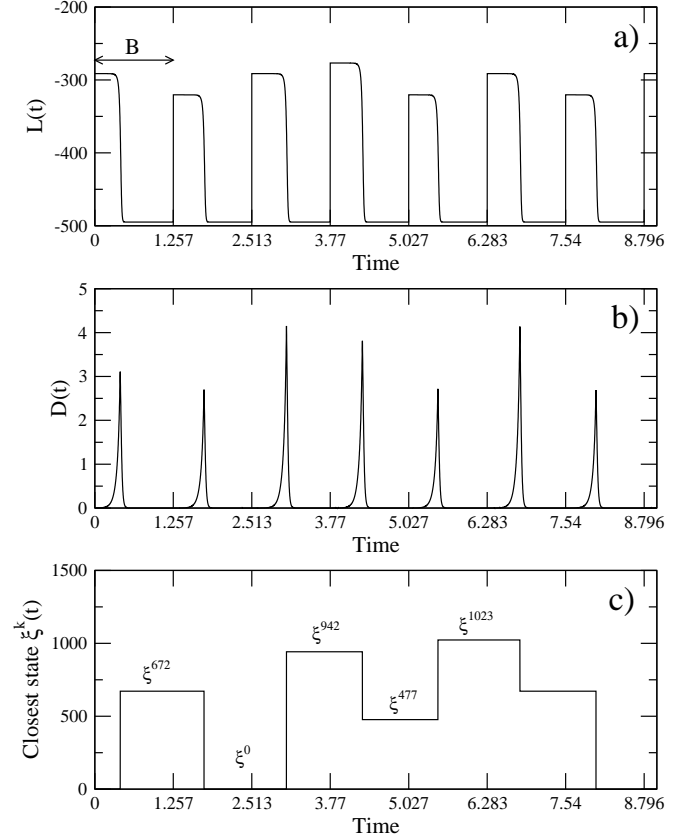 -200
a)
B
-300
L(t)
-400
-500
0 1.257 2.513 3.77 5.027 6.283 7.54 8.796
Time
5
b)
4
3
D(t)
2
1
0
0 1.257 2.513 3.77 5.027 6.283 7.54 8.796
Time
1500
c)
ξ^942 ξ^1023
1000
ξ^672
Closest state ξ^k(t)
ξ^477
500
ξ^0
0
0 1.257 2.513 3.77 5.027 6.283 7.54 8.796
Time